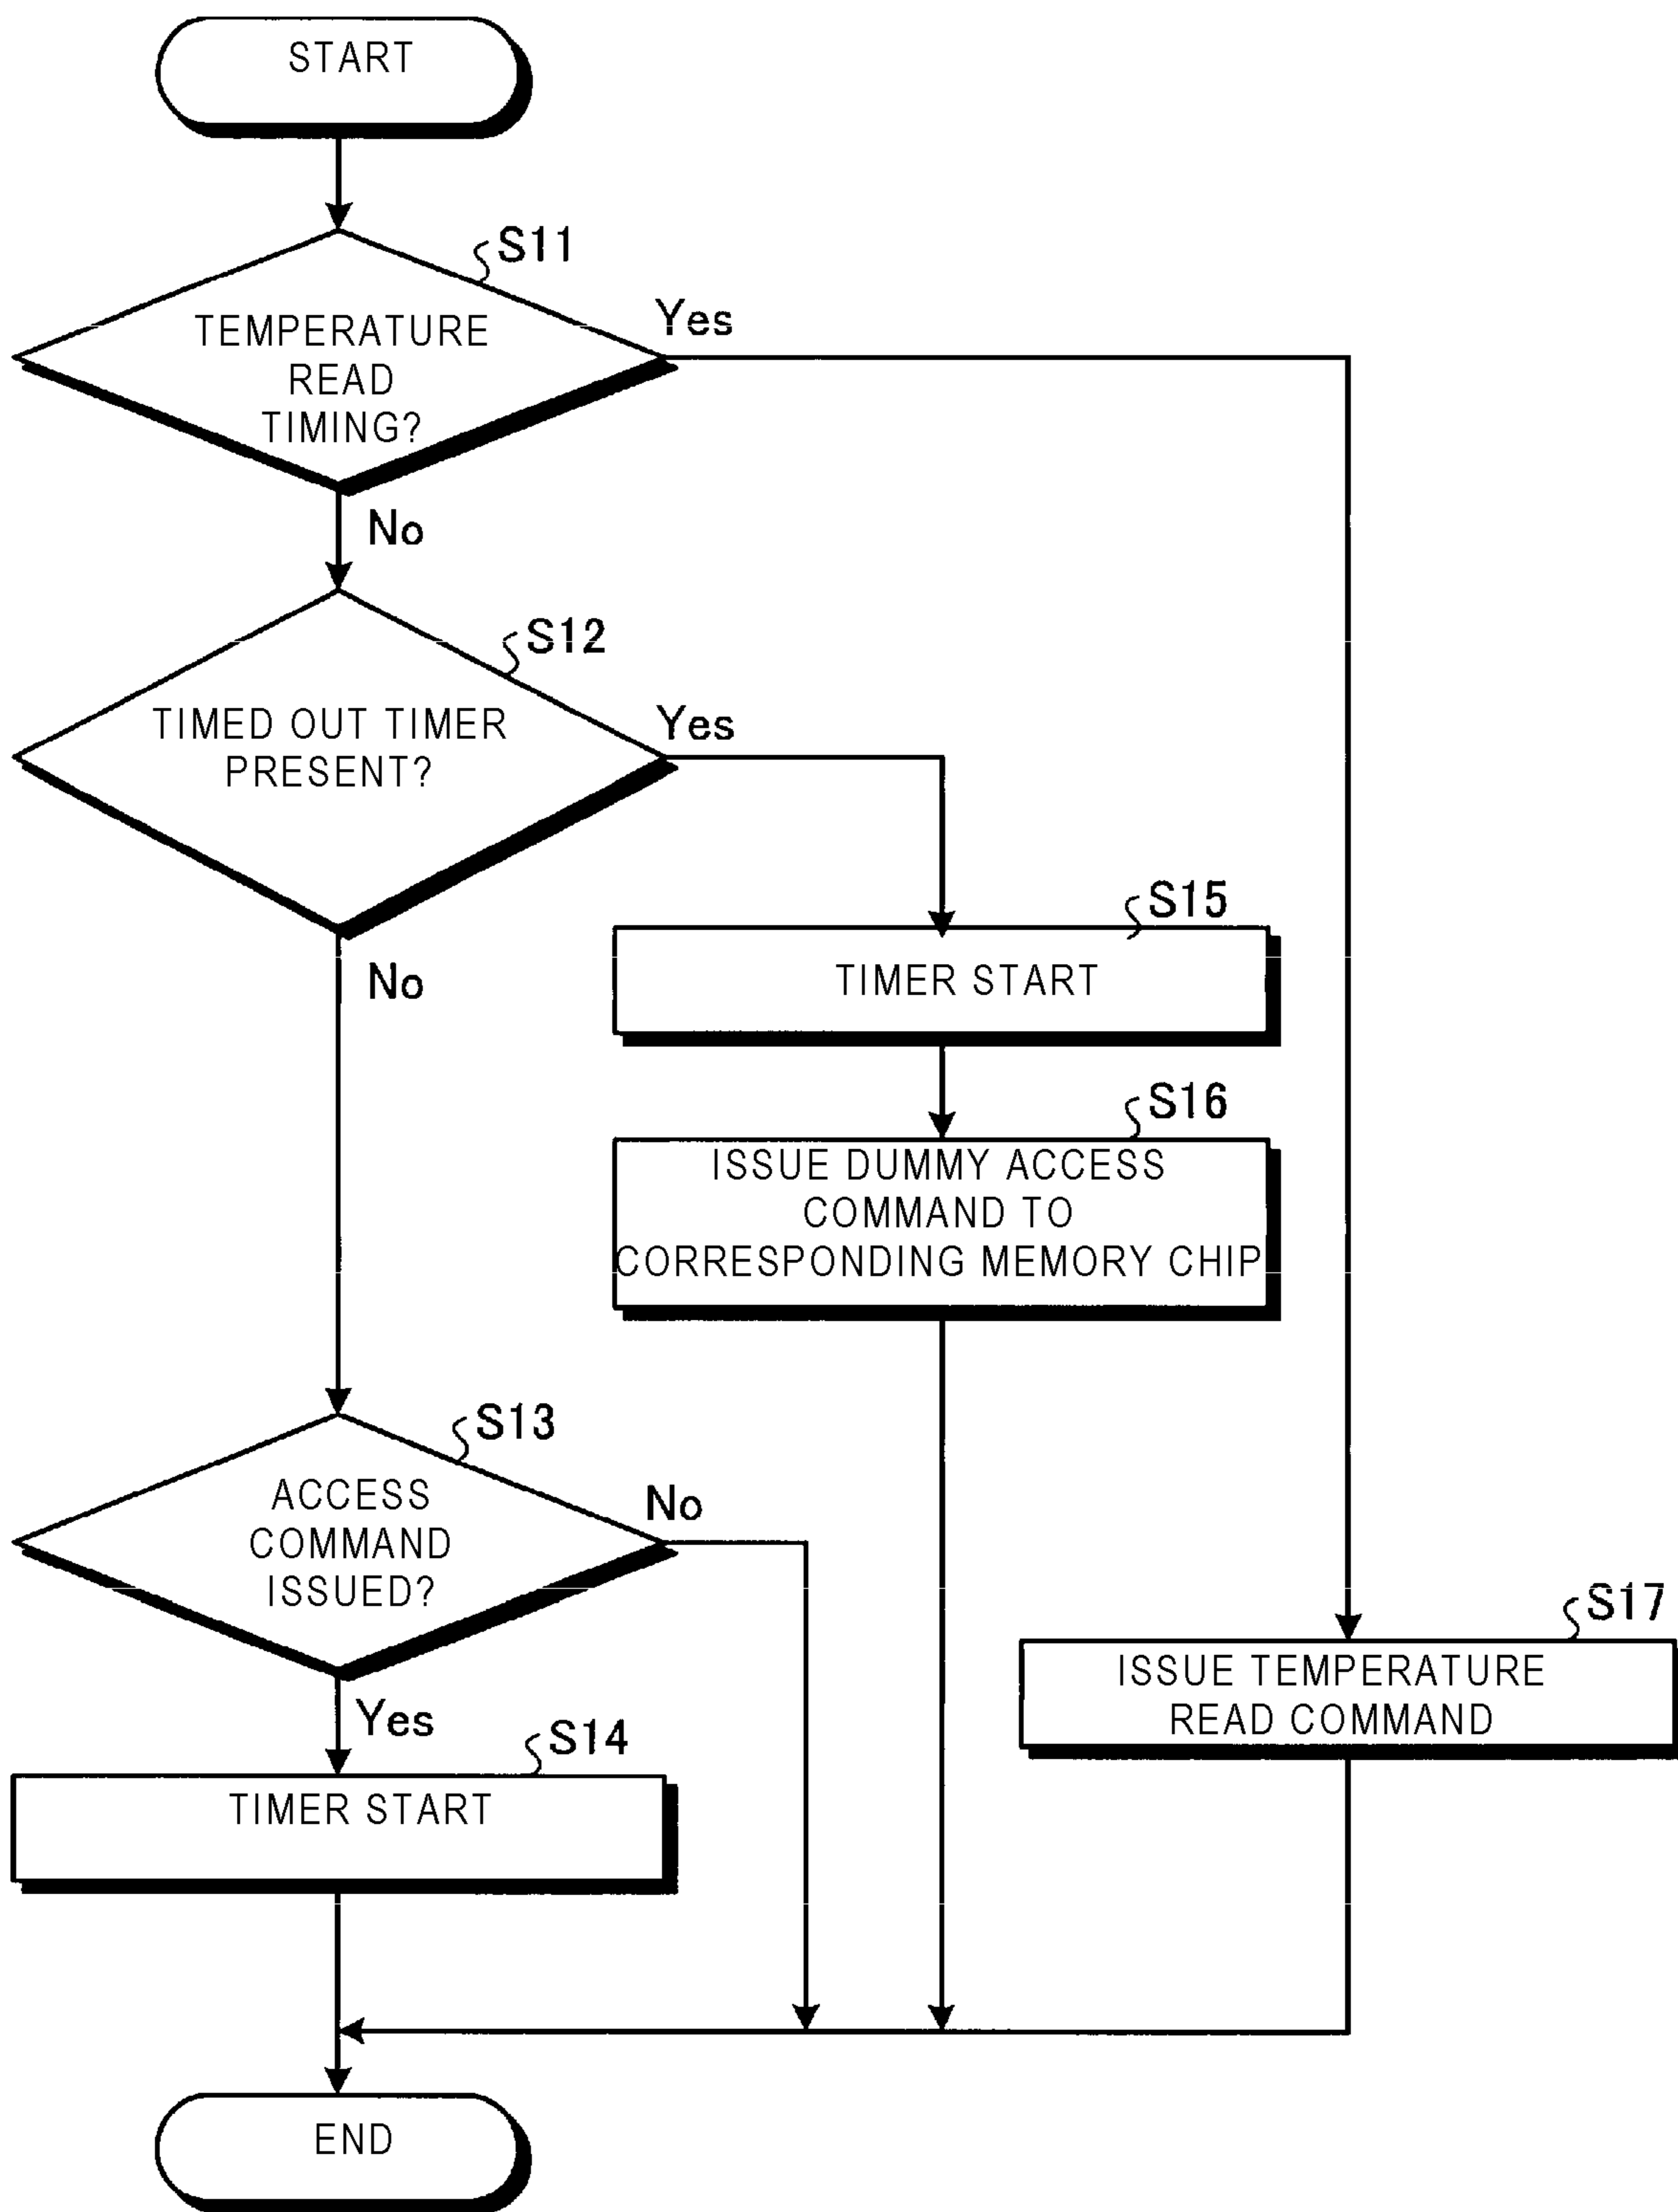 START
S11
TEMPERATURE
READ
TIMING?
Yes
No
S12
TIMED OUT TIMER
PRESENT?
Yes
No
S15
TIMER START
S16
ISSUE DUMMY ACCESS
COMMAND TO
CORRESPONDING MEMORY CHIP
S13
ACCESS
COMMAND
ISSUED?
No
Yes
S17
ISSUE TEMPERATURE
READ COMMAND
S14
TIMER START
END